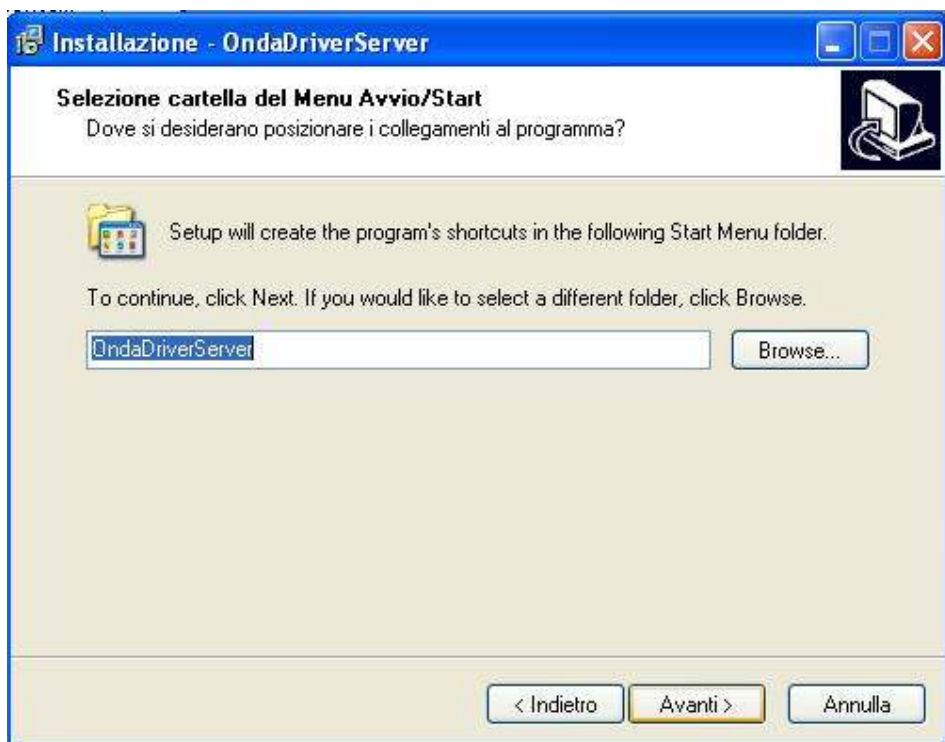 Installazione - OndaDriverServer
Selezione cartella del Menu Avvio/Start
Dove si desiderano posizionare i collegamenti al programma?
Setup will create the program's shortcuts in the following Start Menu folder.
To continue, click Next. If you would like to select a different folder, click Browse.
OndaDriverServer
Browse...
< Indietro
Avanti >
Annulla